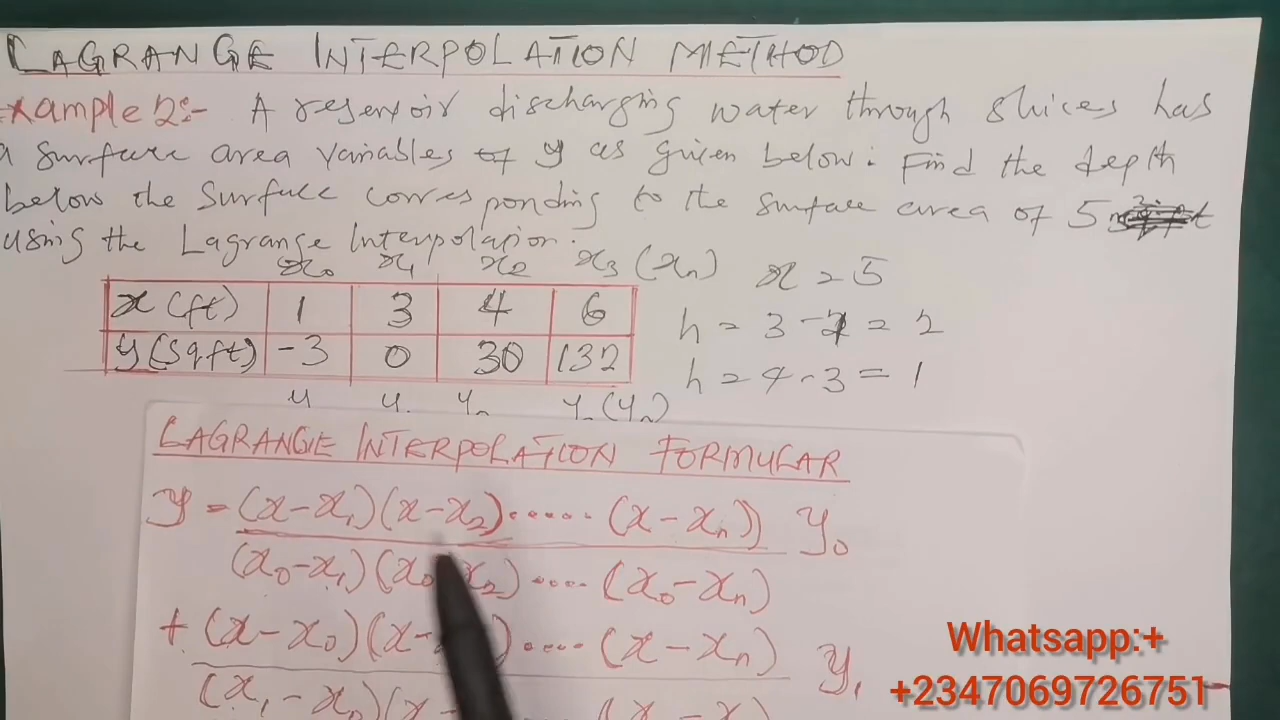 LAGRANGE INTERPOLATION METHOD
xample 2:- A reservoir discharging water through sluices has
a surface area variables of y as given below: Find the depth
below the surface corresponding to the surface area of 5
using the Lagrange Interpolation.
x₀ x₁ x₂ x₃ (xₙ) x = 5
x (ft) 1 3 4 6 h = 3 - 1 = 2
y (sqft) -3 0 30 132 h = 4 - 3 = 1
LAGRANGE INTERPOLATION FORMULAR
y = (x-x₁)(x-x₂).....(x-xₙ)) y₀
(x₀-x₁)(x₀ x₂)....(x₀-xₙ)
+ (x-x₀)(x- )....(x-xₙ) y₁
Whatsapp:+
+2347069726751